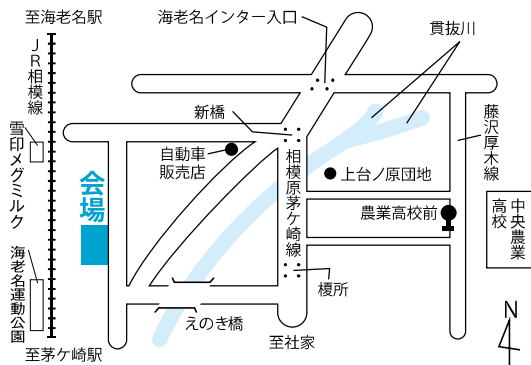 至海老名駅
海老名インター入口
貫抜川
JR相模線
新橋
藤沢厚木線
雪印メグミルク
自動車
販売店
相模原茅ケ崎線
上台ノ原団地
会場
農業高校前
中央農業
高校
海老名運動公園
榎所
えのき橋
至社家
至茅ケ崎駅
N